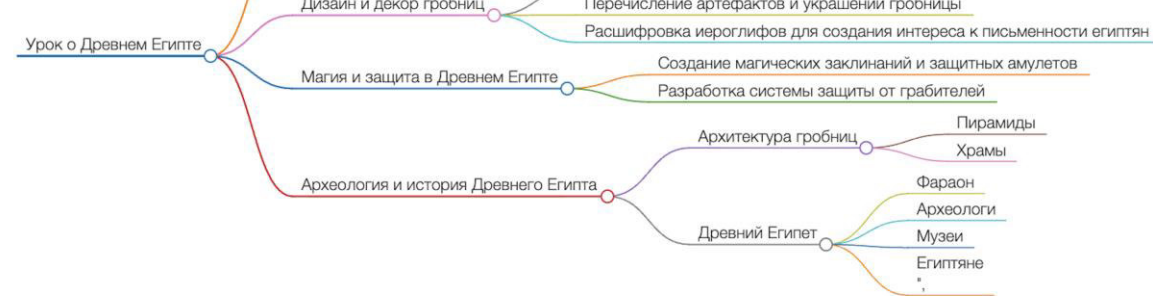 Дизайн и декор гробниц
Перечисление артефактов и украшений гробницы
Расшифровка иероглифов для создания интереса к письменности египтян
Урок о Древнем Египте
Магия и защита в Древнем Египте
Создание магических заклинаний и защитных амулетов
Разработка системы защиты от грабителей
Археология и история Древнего Египта
Архитектура гробниц
Пирамиды
Храмы
Древний Египет
Фараон
Археологи
Музеи
Египтяне
",